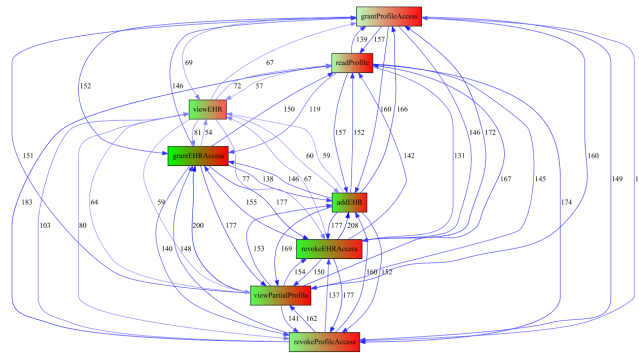 grantProfileAccess
139 157
readProfile
69 67
152 146 72 57
viewEHR
150 119 160 166
81 54
grantEHRAccess
157 152 146 172
151 60 59 142 131 167 145 160
77 67 138 146
183 103 64 59 155 177 addEHR 174 149 1
80 200 177 177 208
revokeEHRAccess
140 148 153 169 154 150 160 152
viewPartialProfile
137 177
141 162
revokeProfileAccess